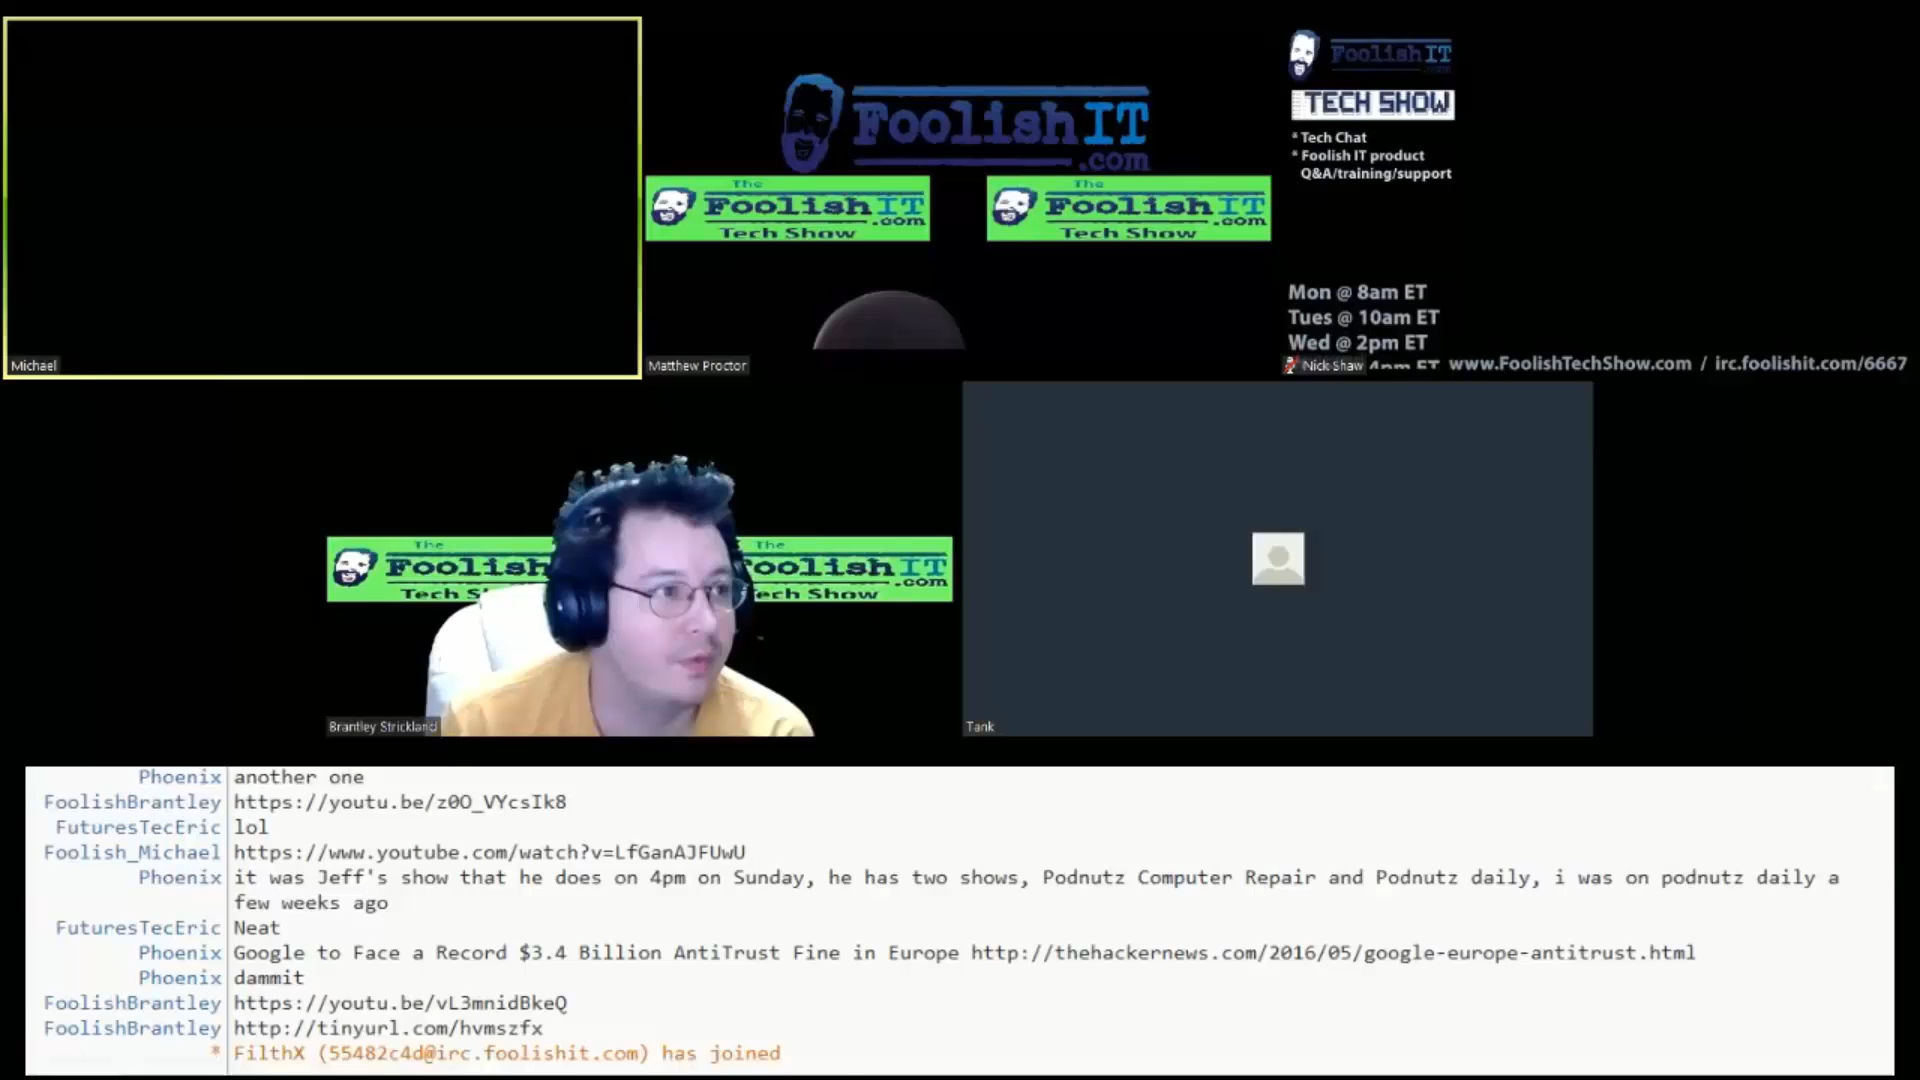 FoolishIT
.com
TECH SHOW
* Tech Chat
* Foolish IT product
Q&A/training/support
Mon @ 8am ET
Tues @ 10am ET
Wed @ 2pm ET
4pm ET
www.FoolishTechShow.com / irc.foolishit.com/6667
Nick Shaw
FoolishIT
.com
The
FoolishIT
.com
Tech Show
The
FoolishIT
.com
Tech Show
Michael
Matthew Proctor
The
Foolish
Tech S
The
FoolishIT
.com
Tech Show
Brantley Strickland
Tank
Phoenix another one
FoolishBrantley https://youtu.be/z0O_VYcsIk8
FuturesTecEric lol
Foolish_Michael https://www.youtube.com/watch?v=LfGanAJFUwU
Phoenix it was Jeff's show that he does on 4pm on Sunday, he has two shows, Podnutz Computer Repair and Podnutz daily, i was on podnutz daily a
few weeks ago
FuturesTecEric Neat
Phoenix Google to Face a Record $3.4 Billion AntiTrust Fine in Europe http://thehackernews.com/2016/05/google-europe-antitrust.html
Phoenix dammit
FoolishBrantley https://youtu.be/vL3mnidBkeQ
FoolishBrantley http://tinyurl.com/hvmszfx
* FilthX (55482c4d@irc.foolishit.com) has joined